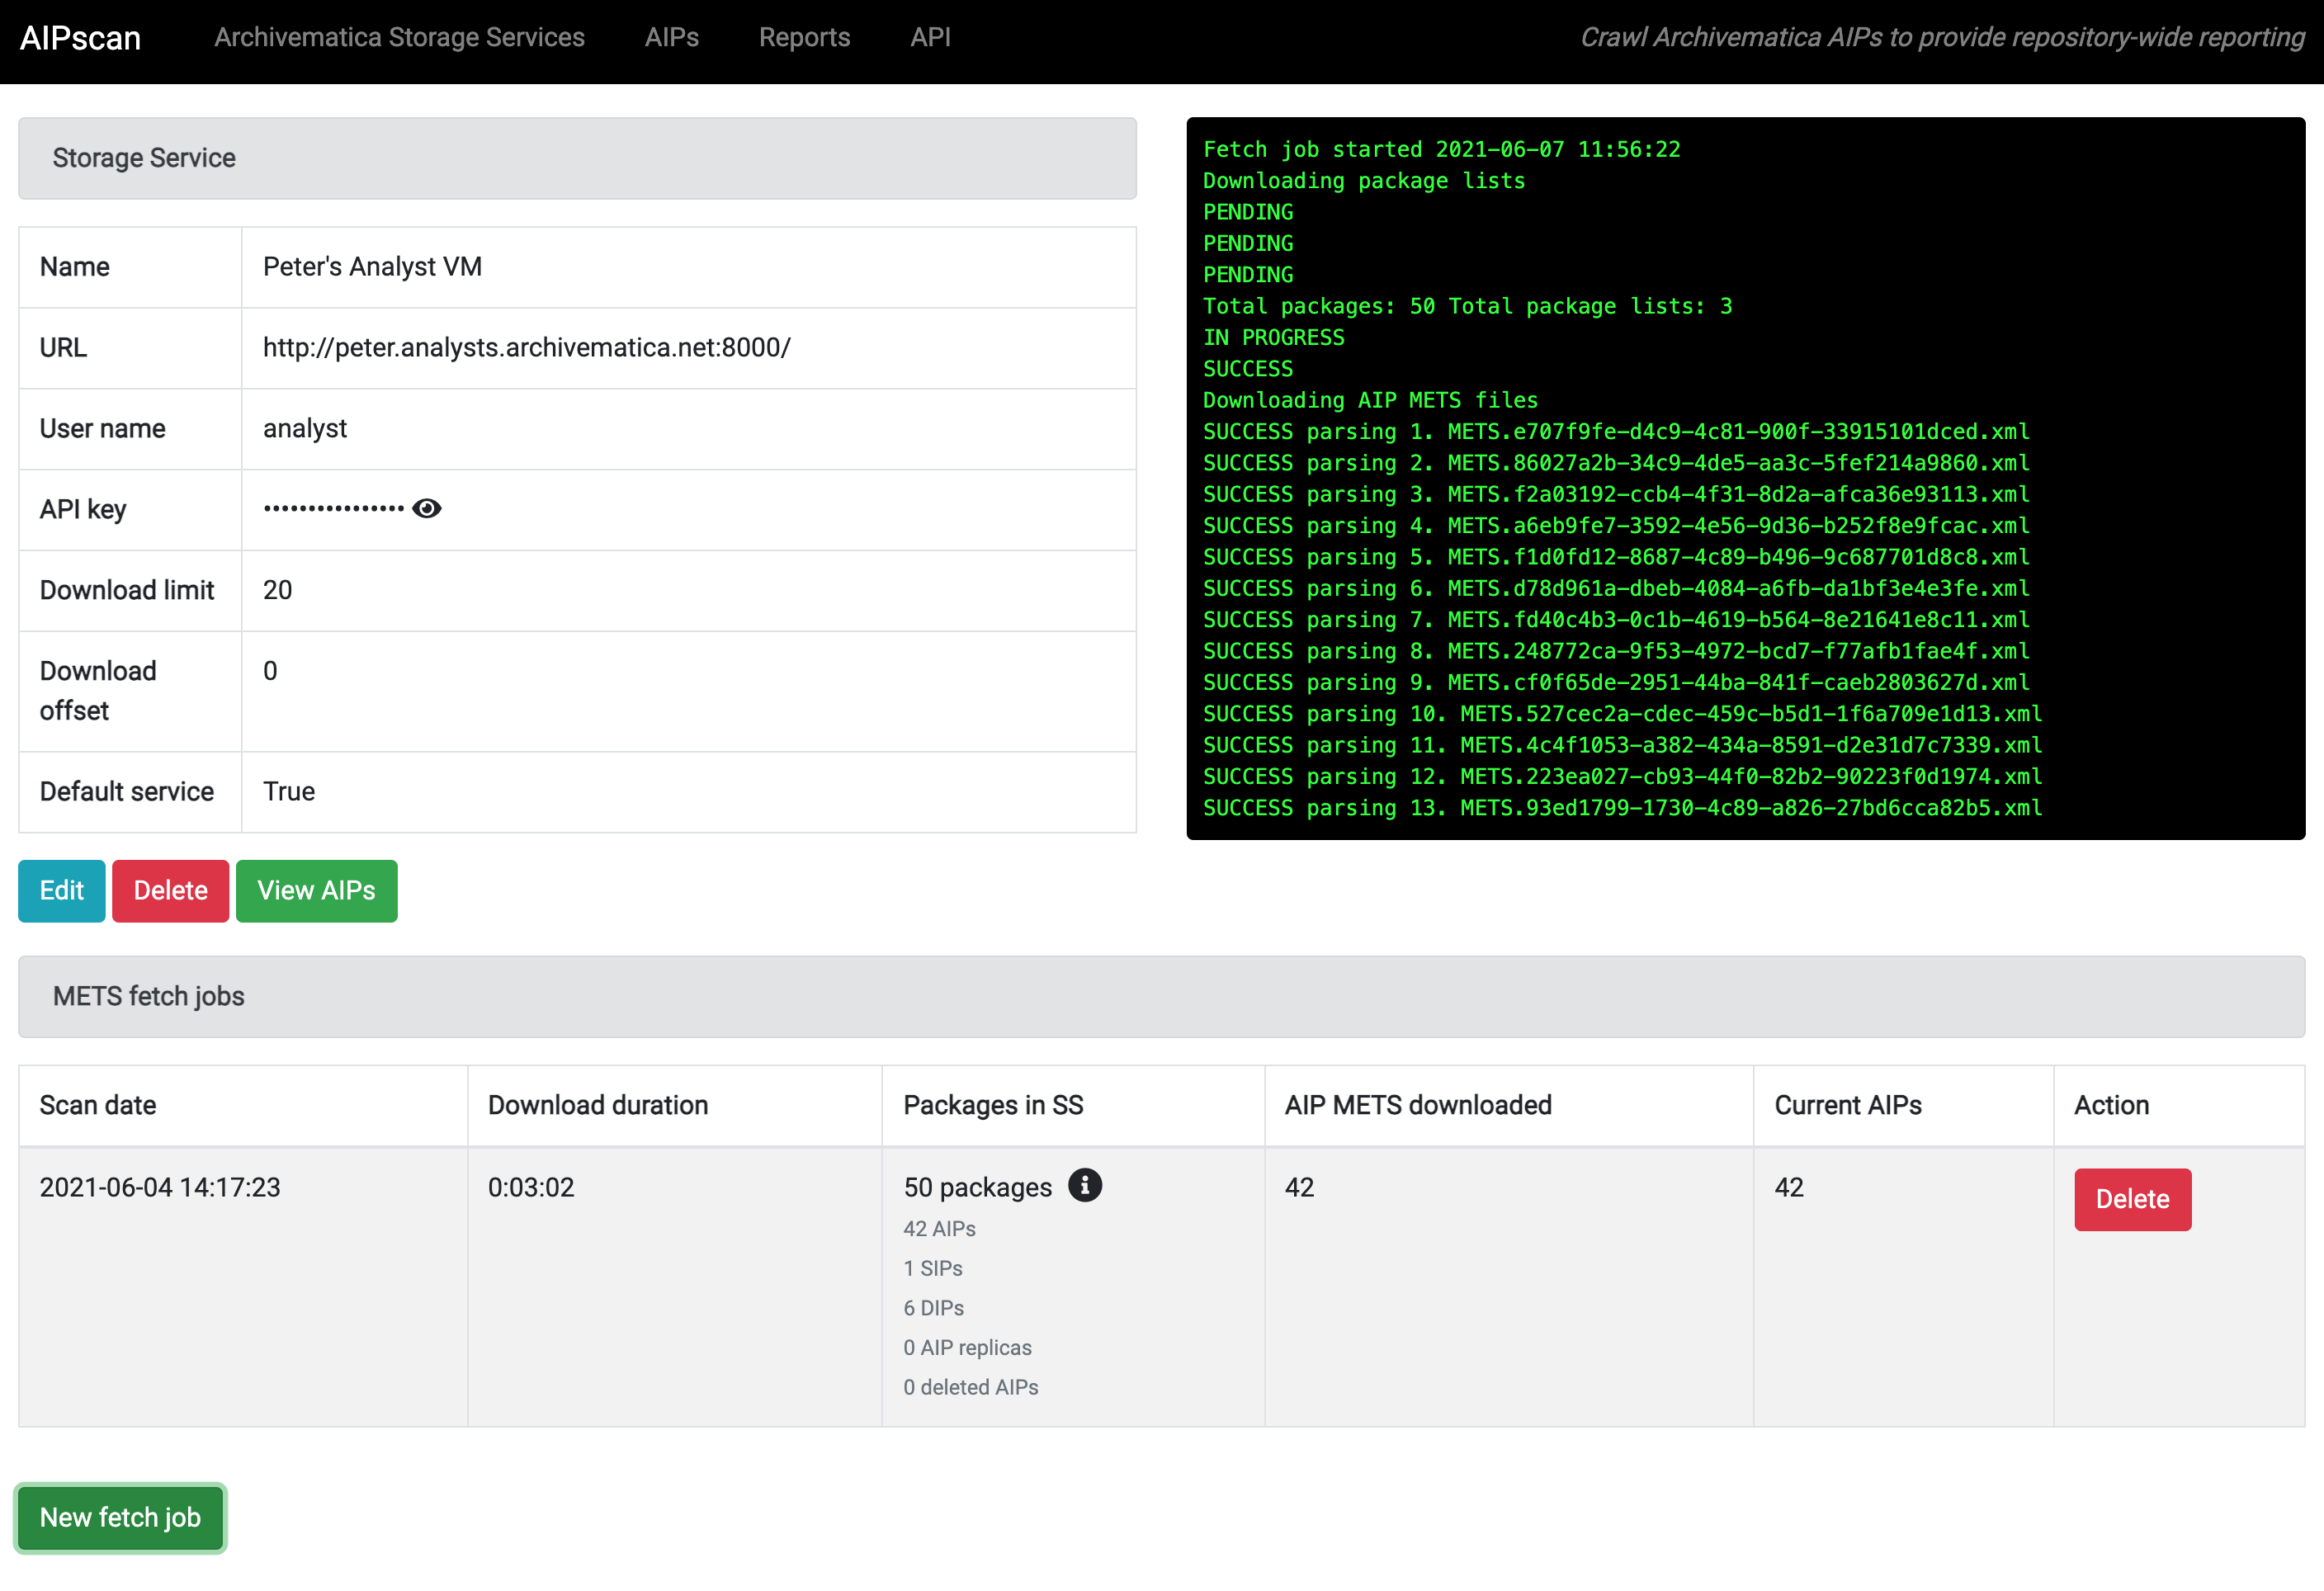 AIPscan
Archivematica Storage Services
AIPs
Reports
API
Crawl Archivematica AIPs to provide repository-wide reporting
Storage Service
Name
Peter's Analyst VM
URL
http://peter.analysts.archivematica.net:8000/
User name
analyst
API key
••••••••••••••••
Download limit
20
Download
offset
0
Default service
True
Edit
Delete
View AIPs
Fetch job started 2021-06-07 11:56:22
Downloading package lists
PENDING
PENDING
PENDING
Total packages: 50 Total package lists: 3
IN PROGRESS
SUCCESS
Downloading AIP METS files
SUCCESS parsing 1. METS.e707f9fe-d4c9-4c81-900f-33915101dced.xml
SUCCESS parsing 2. METS.86027a2b-34c9-4de5-aa3c-5fef214a9860.xml
SUCCESS parsing 3. METS.f2a03192-ccb4-4f31-8d2a-afca36e93113.xml
SUCCESS parsing 4. METS.a6eb9fe7-3592-4e56-9d36-b252f8e9fcac.xml
SUCCESS parsing 5. METS.f1d0fd12-8687-4c89-b496-9c687701d8c8.xml
SUCCESS parsing 6. METS.d78d961a-dbeb-4084-a6fb-da1bf3e4e3fe.xml
SUCCESS parsing 7. METS.fd40c4b3-0c1b-4619-b564-8e21641e8c11.xml
SUCCESS parsing 8. METS.248772ca-9f53-4972-bcd7-f77afb1fae4f.xml
SUCCESS parsing 9. METS.cf0f65de-2951-44ba-841f-caeb2803627d.xml
SUCCESS parsing 10. METS.527cec2a-cdec-459c-b5d1-1f6a709e1d13.xml
SUCCESS parsing 11. METS.4c4f1053-a382-434a-8591-d2e31d7c7339.xml
SUCCESS parsing 12. METS.223ea027-cb93-44f0-82b2-90223f0d1974.xml
SUCCESS parsing 13. METS.93ed1799-1730-4c89-a826-27bd6cca82b5.xml
METS fetch jobs
Scan date
Download duration
Packages in SS
AIP METS downloaded
Current AIPs
Action
2021-06-04 14:17:23
0:03:02
50 packages
42 AIPs
1 SIPs
6 DIPs
0 AIP replicas
0 deleted AIPs
42
42
Delete
New fetch job